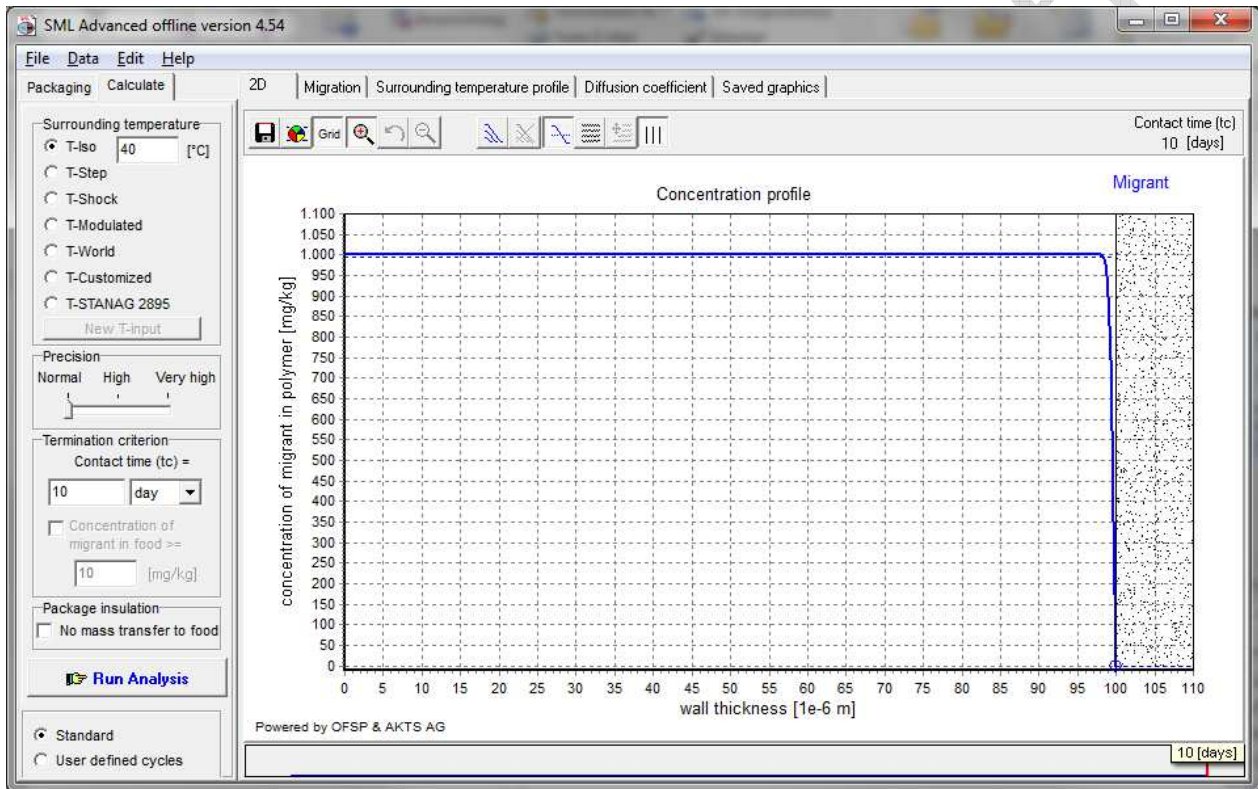 SML Advanced offline version 4.54
File Data Edit Help
Packaging Calculate
2D Migration Surrounding temperature profile Diffusion coefficient Saved graphics
Surrounding temperature
T-Iso 40 [°C]
T-Step
T-Shock
T-Modulated
T-World
T-Customized
T-STANAG 2895
New T-input
Precision
Normal High Very high
Termination criterion
Contact time (tc) =
10 day
Concentration of
migrant in food >=
10 [mg/kg]
Package insulation
No mass transfer to food
Run Analysis
Standard
User defined cycles
Grid
Contact time (tc)
10 [days]
Migrant
Concentration profile
concentration of migrant in polymer [mg/kg]
1.100
1.050
1.000
950
900
850
800
750
700
650
600
550
500
450
400
350
300
250
200
150
100
50
0
0 5 10 15 20 25 30 35 40 45 50 55 60 65 70 75 80 85 90 95 100 105 110
wall thickness [1e-6 m]
Powered by OFSP & AKTS AG
10 [days]